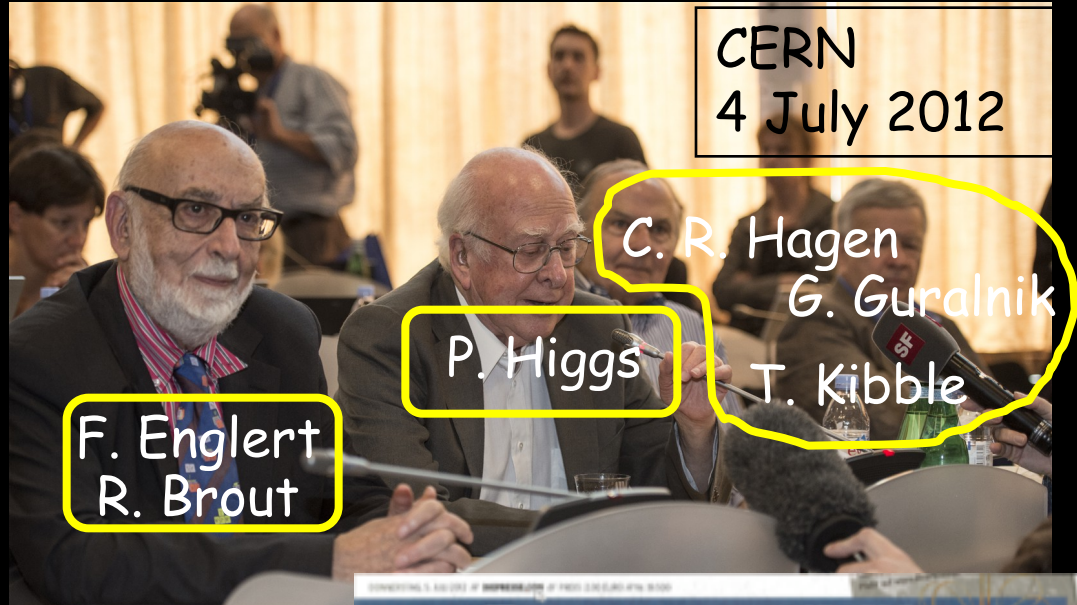 CERN
4 July 2012
C. R. Hagen
G. Guralnik
P. Higgs
T. Kibble
F. Englert
R. Brout
SF